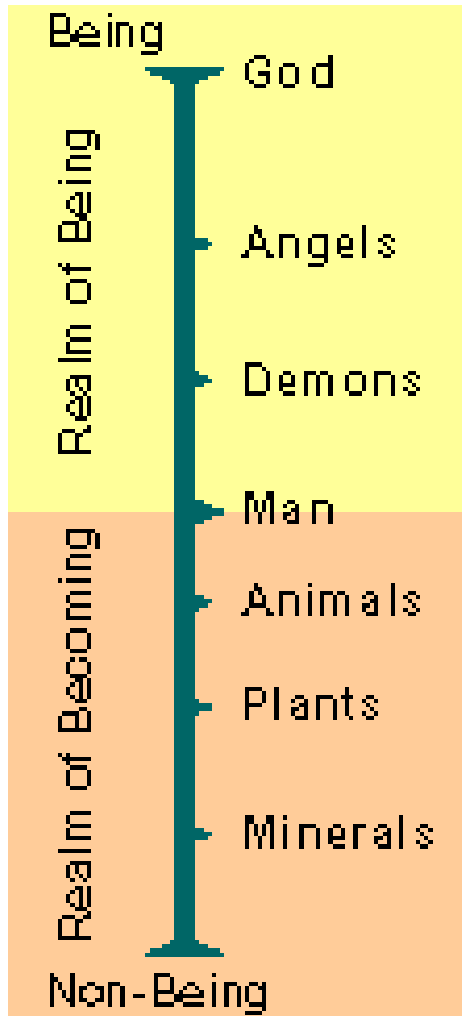 Being
God
Realm of Being
Angels
Demons
Man
Realm of Becoming
Animals
Plants
Minerals
Non-Being